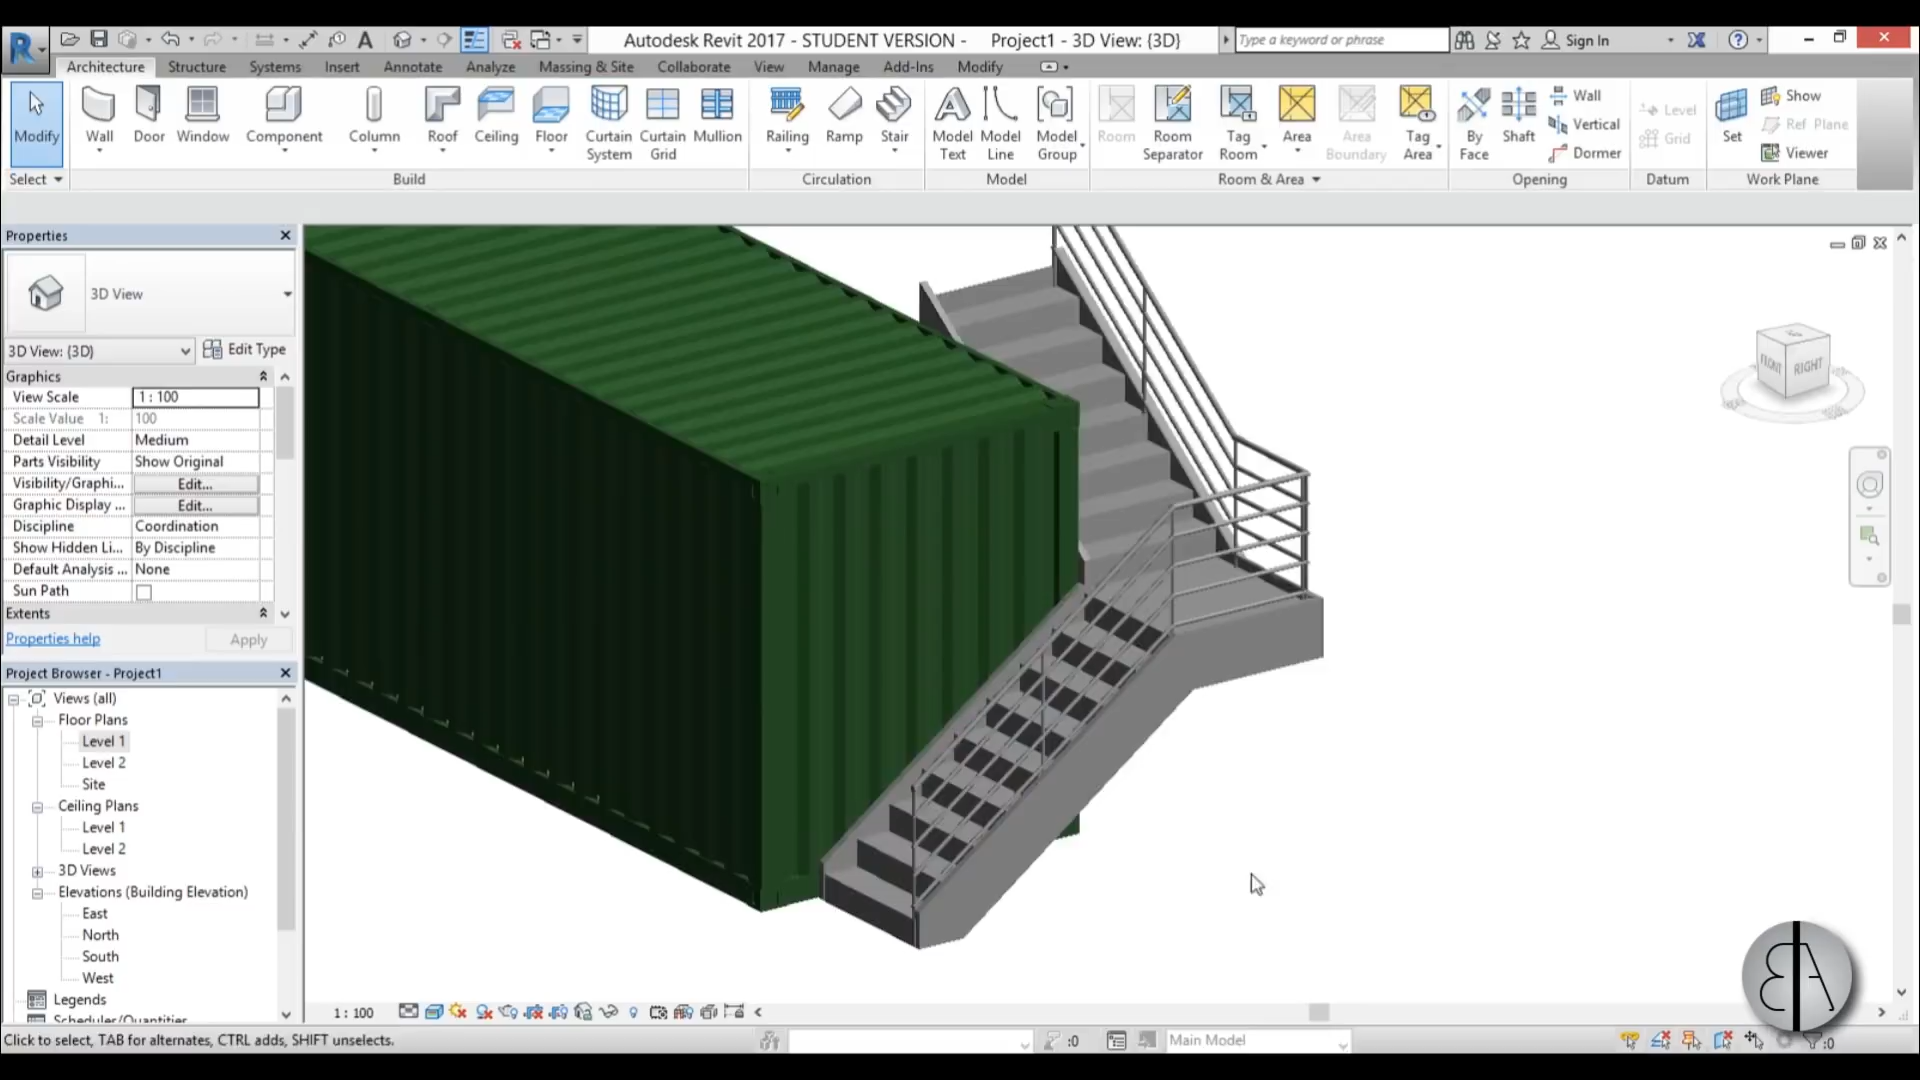 Autodesk Revit 2017 - STUDENT VERSION - Project1 - 3D View: {3D}
Type a keyword or phrase
Sign In
Architecture Structure Systems Insert Annotate Analyze Massing & Site Collaborate View Manage Add-Ins Modify
Modify Wall Door Window Component Column Roof Ceiling Floor Curtain System Curtain Grid Mullion Railing Ramp Stair Model Text Model Line Model Group Room Room Separator Tag Room Area Area Boundary Tag Area By Face Shaft Wall Vertical Dormer Level Grid Set Show Ref Plane Viewer
Select Build Circulation Model Room & Area Opening Datum Work Plane
Properties
3D View
3D View: {3D} Edit Type
Graphics
View Scale 1 : 100
Scale Value 1: 100
Detail Level Medium
Parts Visibility Show Original
Visibility/Graphi... Edit...
Graphic Display ... Edit...
Discipline Coordination
Show Hidden Li... By Discipline
Default Analysis ... None
Sun Path
Extents
Properties help Apply
Project Browser - Project1
Views (all)
Floor Plans
Level 1
Level 2
Site
Ceiling Plans
Level 1
Level 2
3D Views
Elevations (Building Elevation)
East
North
South
West
Legends
Schedules/Quantities
FRONT RIGHT
1 : 100
Click to select, TAB for alternates, CTRL adds, SHIFT unselects.
:0
Main Model
:0